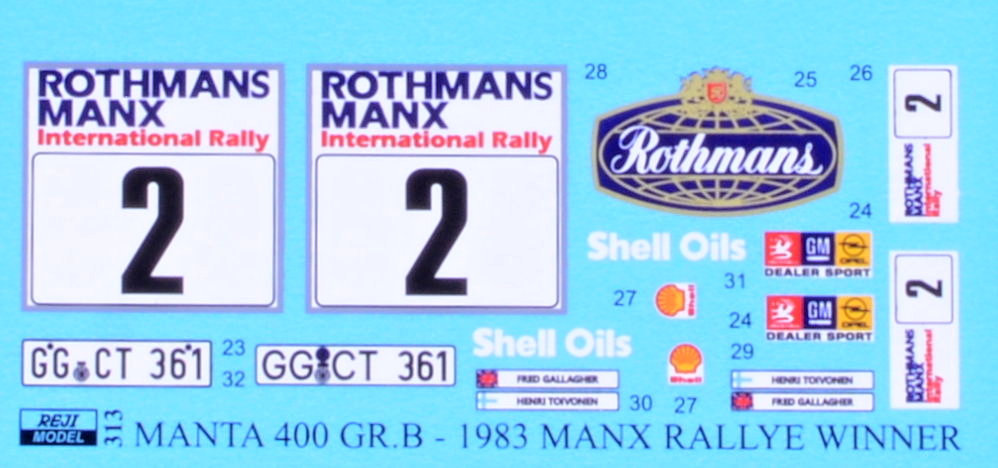 ROTHMANS
MANX
International Rally
2
ROTHMANS
MANX
International Rally
2
28
Rothmans
25
26
2
ROTHMANS
MANX
International
Rally
24
Shell Oils
GM
OPEL
DEALER SPORT
31
27
Shell
24
GM
OPEL
DEALER SPORT
2
ROTHMANS
MANX
International
Rally
GG CT 361
23
32
GG CT 361
Shell Oils
Shell
29
FRED GALLAGHER
HENRI TOIVONEN
30
27
HENRI TOIVONEN
FRED GALLAGHER
REJI
MODEL
313
MANTA 400 GR.B - 1983 MANX RALLYE WINNER